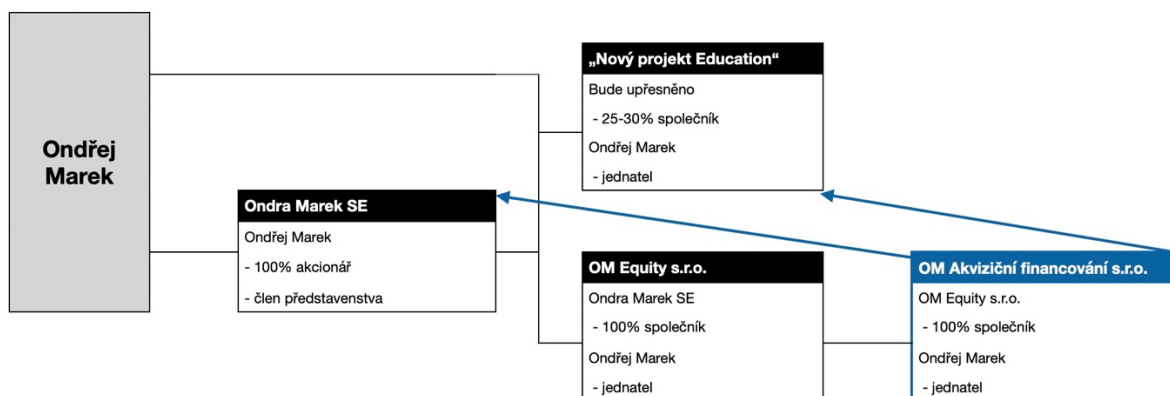 Ondřej
Marek
„Nový projekt Education“
Bude upřesněno
- 25-30% společník
Ondřej Marek
- jednatel
Ondra Marek SE
Ondřej Marek
- 100% akcionář
- člen představenstva
OM Equity s.r.o.
Ondra Marek SE
- 100% společník
Ondřej Marek
- jednatel
OM Akviziční financování s.r.o.
OM Equity s.r.o.
- 100% společník
Ondřej Marek
- jednatel